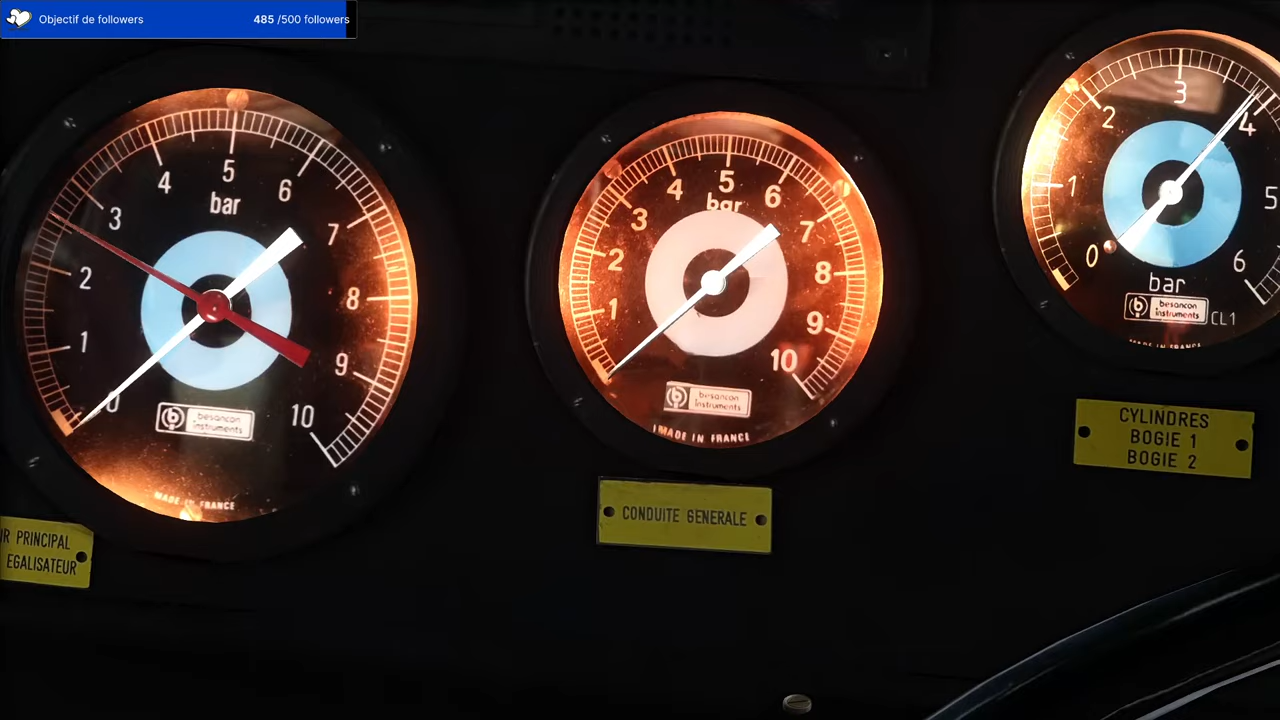 Objectif de followers
485 /500 followers
0 1 2 3 4 5 6 7 8 9 10
bar
besancon
instruments
MADE IN FRANCE
R PRINCIPAL
EGALISATEUR
1 2 3 4 5 6 7 8 9 10
bar
besancon
instruments
MADE IN FRANCE
CONDUITE GENERALE
0 1 2 3 4 5 6
bar
besancon
instruments
CL1
MADE IN FRANCE
CYLINDRES
BOGIE 1
BOGIE 2